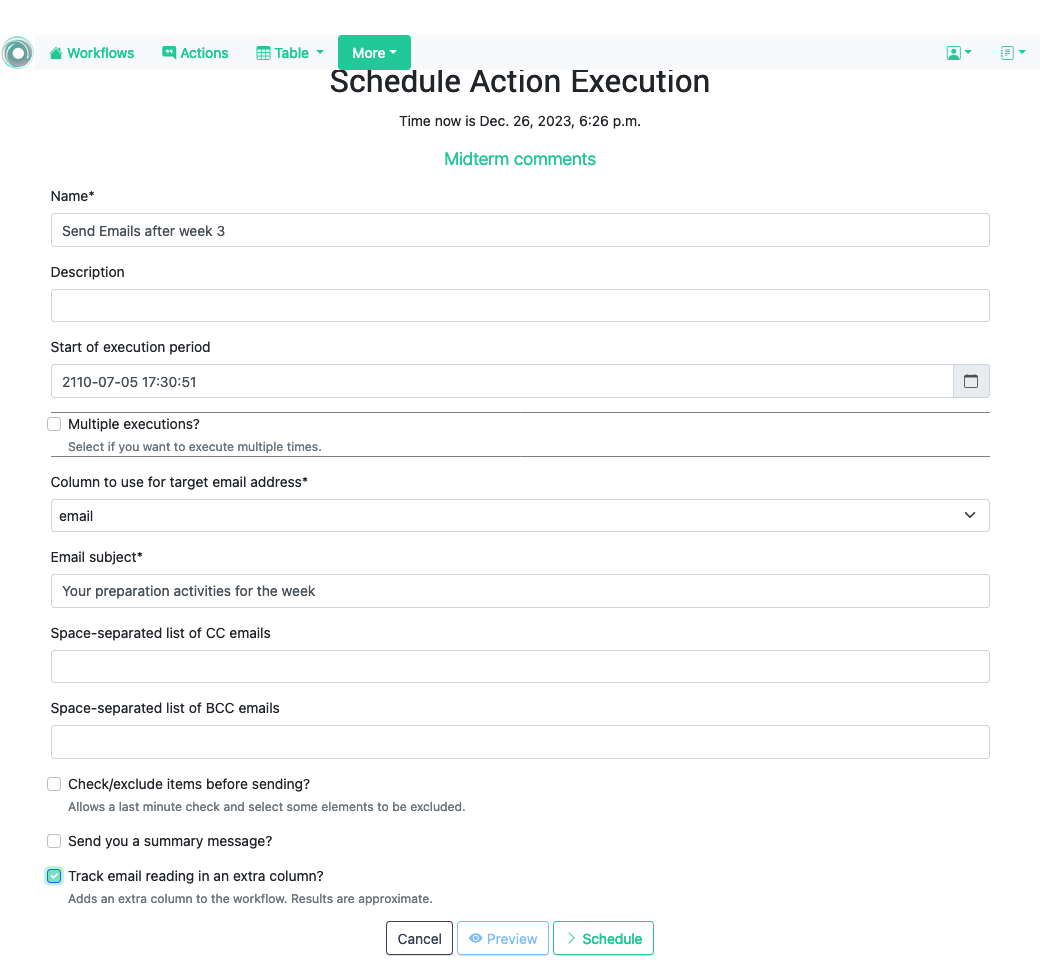 Workflows Actions Table More
Schedule Action Execution
Time now is Dec. 26, 2023, 6:26 p.m.
Midterm comments
Name*
Send Emails after week 3
Description
Start of execution period
2110-07-05 17:30:51
Multiple executions?
Select if you want to execute multiple times.
Column to use for target email address*
email
Email subject*
Your preparation activities for the week
Space-separated list of CC emails
Space-separated list of BCC emails
Check/exclude items before sending?
Allows a last minute check and select some elements to be excluded.
Send you a summary message?
Track email reading in an extra column?
Adds an extra column to the workflow. Results are approximate.
Cancel Preview Schedule